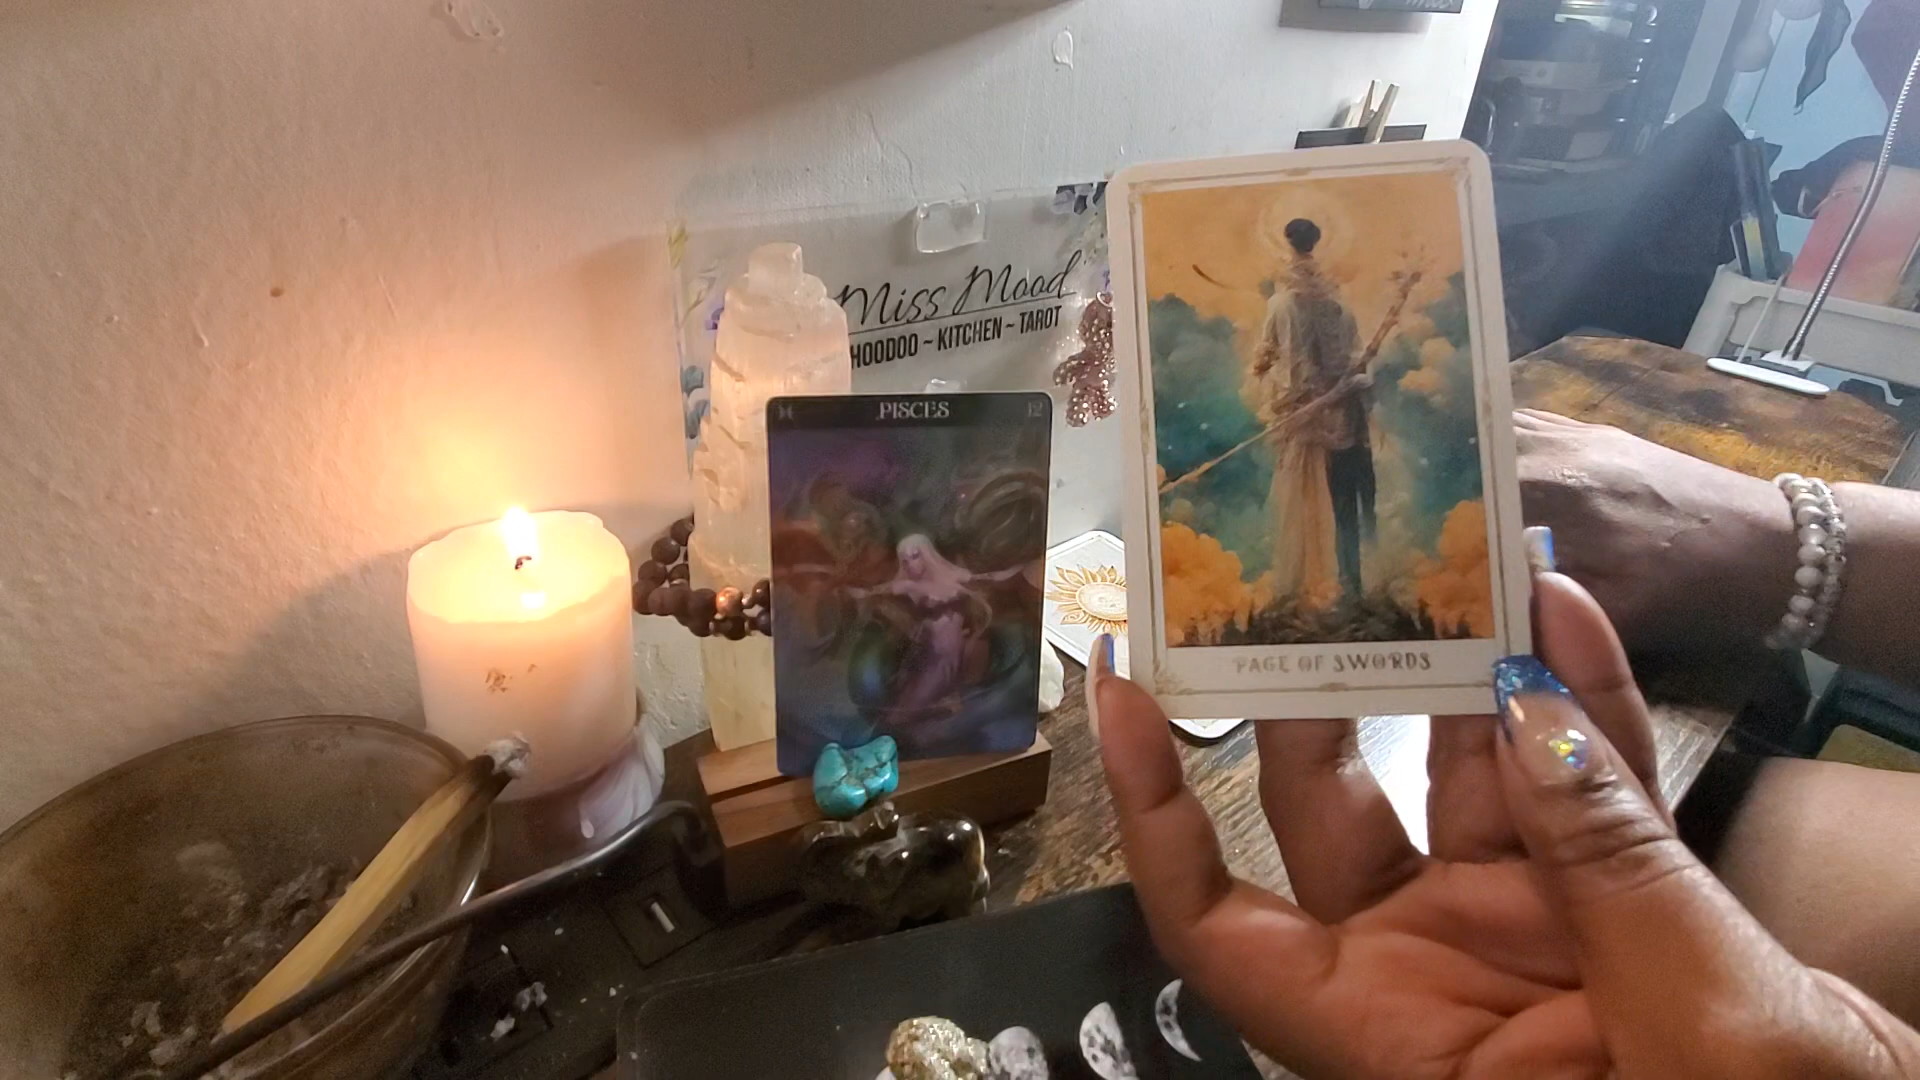 Miss Mood
HOODOO ~ KITCHEN ~ TAROT
PISCES 12
PAGE OF SWORDS